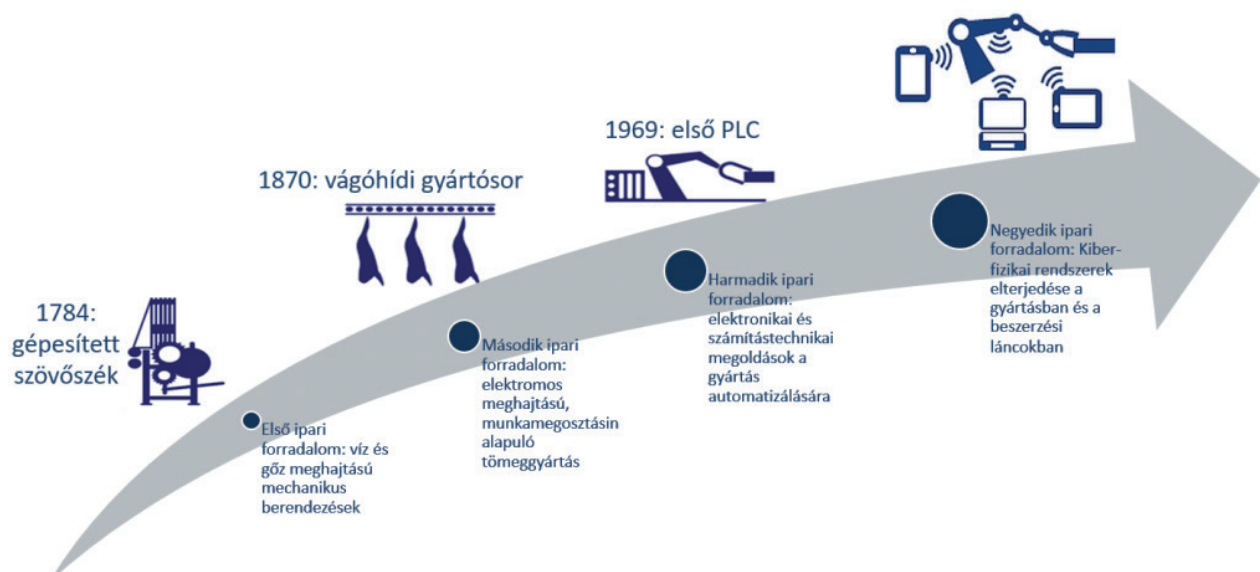 1784:
gépesített
szövőszék
Első ipari
forradalom: víz és
gőz meghajtású
mechanikus
berendezések
1870: vágóhídi gyártósor
Második ipari
forradalom:
elektromos
meghajtású,
munkamegosztásin
alapuló
tömeggyártás
1969: első PLC
Harmadik ipari
forradalom:
elektronikai és
számítástechnikai
megoldások a
gyártás
automatizálására
Negyedik ipari
forradalom: Kiber-
fizikai rendszerek
elterjedése a
gyártásban és a
beszerzési
láncokban